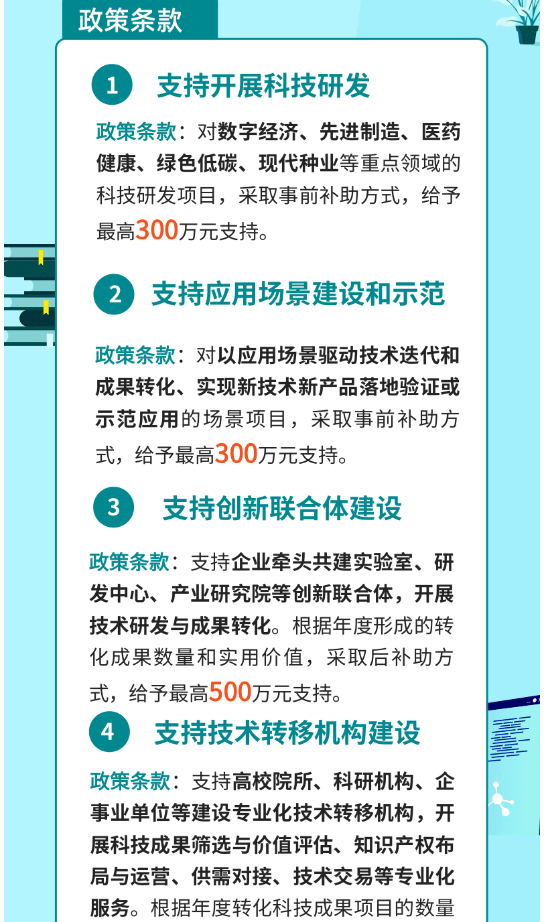 政策条款
1 支持开展科技研发
政策条款：对数字经济、先进制造、医药
健康、绿色低碳、现代种业等重点领域的
科技研发项目，采取事前补助方式，给予
最高300万元支持。
2 支持应用场景建设和示范
政策条款：对以应用场景驱动技术迭代和
成果转化、实现新技术新产品落地验证或
示范应用的场景项目，采取事前补助方
式，给予最高300万元支持。
3 支持创新联合体建设
政策条款：支持企业牵头共建实验室、研
发中心、产业研究院等创新联合体，开展
技术研发与成果转化。根据年度形成的转
化成果数量和实用价值，采取后补助方
式，给予最高500万元支持。
4 支持技术转移机构建设
政策条款：支持高校院所、科研机构、企
事业单位等建设专业化技术转移机构，开
展科技成果筛选与价值评估、知识产权布
局与运营、供需对接、技术交易等专业化
服务。根据年度转化科技成果项目的数量